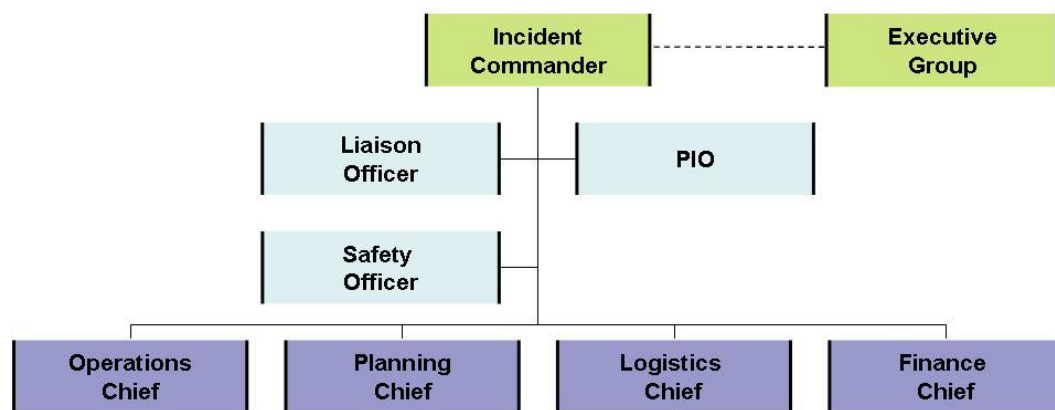 Incident
Commander
Executive
Group
Liaison
Officer
PIO
Safety
Officer
Operations
Chief
Planning
Chief
Logistics
Chief
Finance
Chief